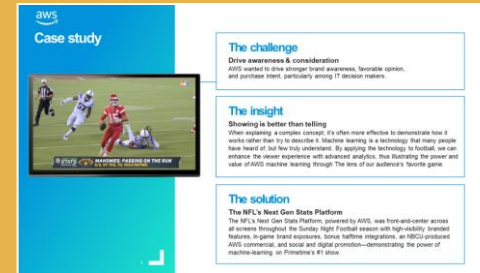 aws
Case study
NEXT GEN STATS
MAHOMES: PASSING ON THE RUN
The challenge
Drive awareness & consideration
AWS wanted to drive stronger brand awareness, favorable opinion,
and purchase intent, particularly among IT decision makers.
The insight
Showing is better than telling
When explaining a complex concept, it's often more effective to demonstrate how it
works rather than try to describe it. Machine learning is a technology that many people
have heard of, but few truly understand. By applying the technology to football, we can
enhance the viewer experience with advanced analytics, thus illustrating the power and
value of AWS machine learning through The lens of our audience's favorite game.
The solution
The NFL's Next Gen Stats Platform
The NFL's Next Gen Stats Platform, powered by AWS, was front-and-center across
all screens throughout the Sunday Night Football season with high-visibility branded
features, in-game brand exposures, bonus halftime integrations, an NBCU-produced
AWS commercial, and social and digital promotion—demonstrating the power of
machine-learning on Primetime's #1 show.